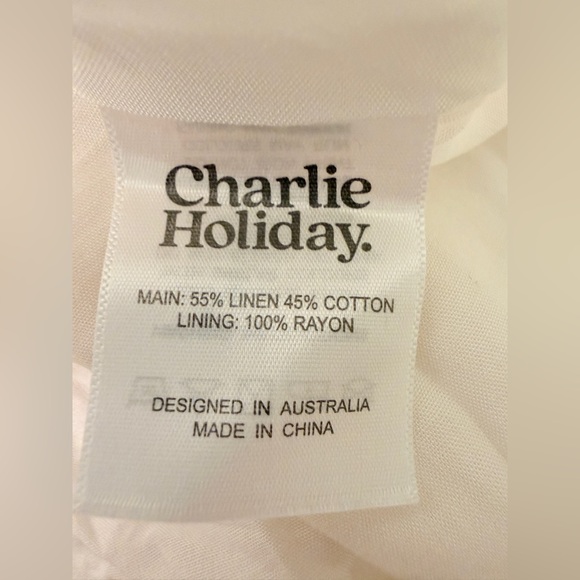 Charlie
Holiday.
MAIN: 55% LINEN 45% COTTON
LINING: 100% RAYON
DESIGNED IN AUSTRALIA
MADE IN CHINA